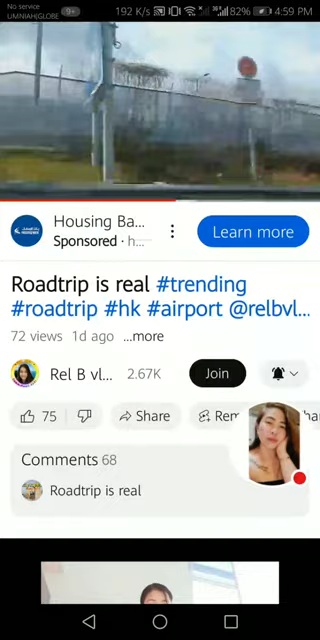 No service
UMNIAH|GLOBE
9+
192 K/s
82%
4:59 PM
Housing Ba...
Sponsored · h...
Learn more
Roadtrip is real #trending
#roadtrip #hk #airport @relbvl...
72 views 1d ago ...more
Rel B vl... 2.67K
Join
75
Share
Comments 68
Roadtrip is real